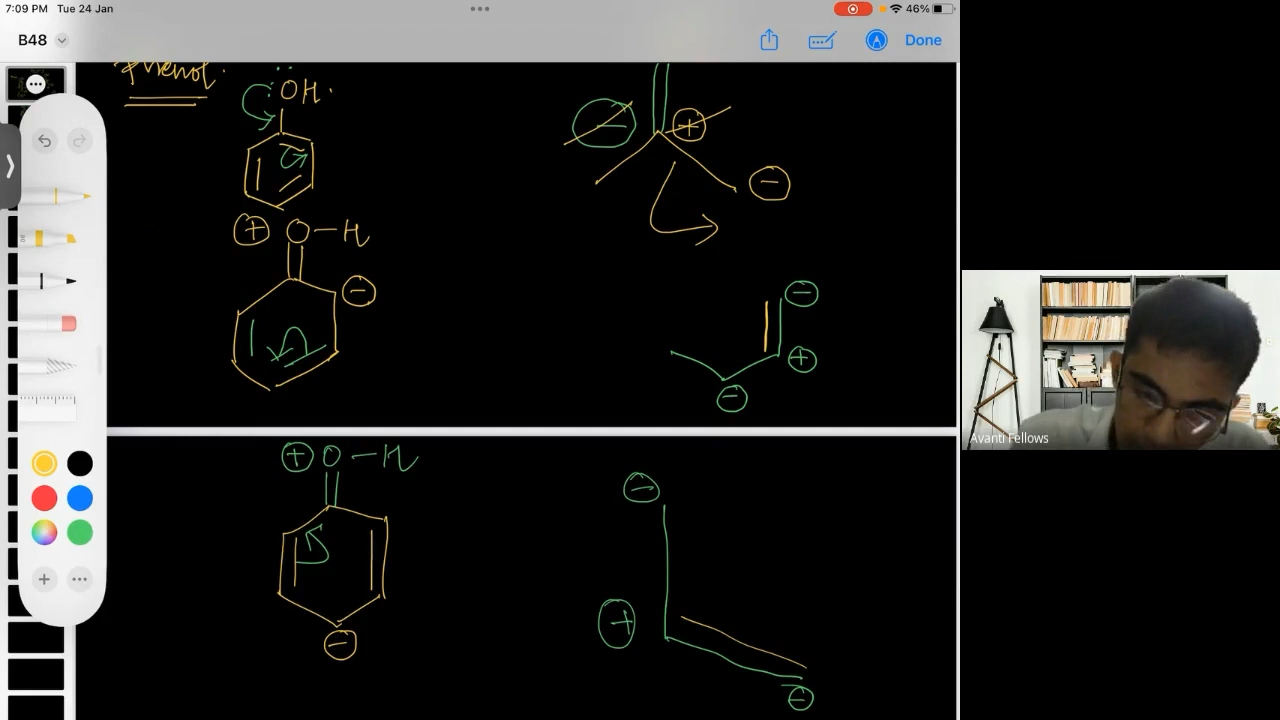 7:09 PM Tue 24 Jan
46%
B48
Done
Phenol
OH
+ O-H
-
+ O-H
-
- +
-
-
+
-
-
+
-
Avanti Fellows